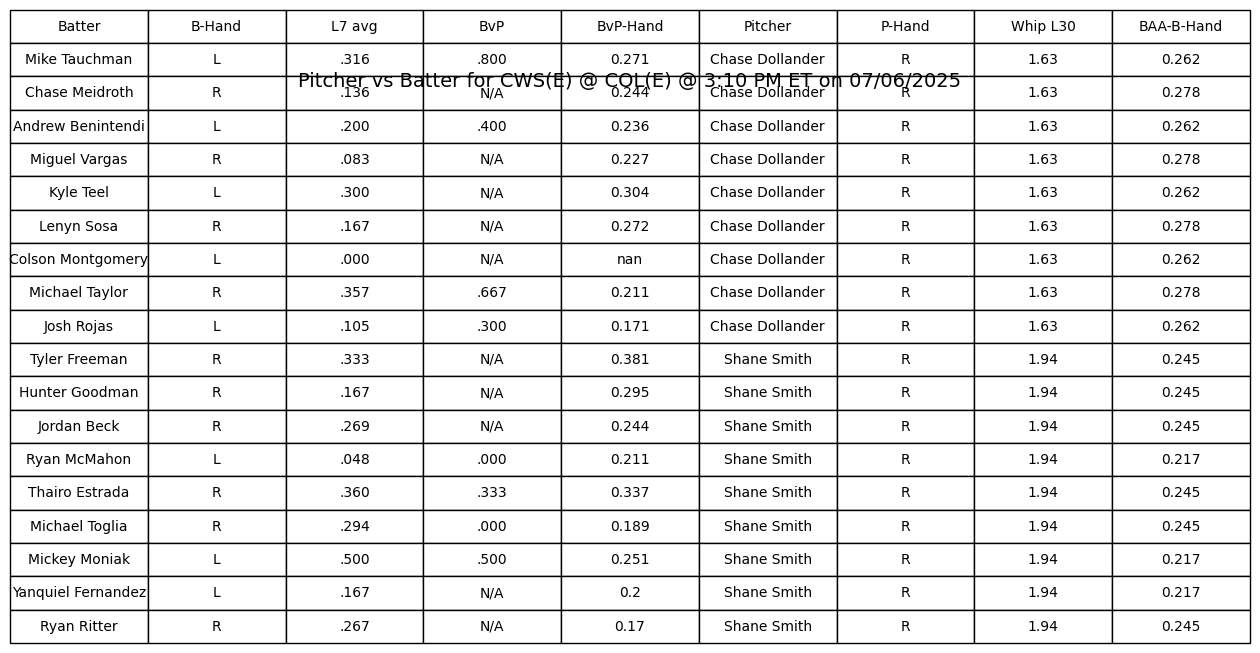 Batter B-Hand L7 avg BvP BvP-Hand Pitcher P-Hand Whip L30 BAA-B-Hand
Mike Tauchman L .316 .800 0.271 Chase Dollander R 1.63 0.262
Pitcher vs Batter for CWS(E) @ COL(E) @ 3:10 PM ET on 07/06/2025
Chase Meidroth R .136 N/A 0.244 Chase Dollander R 1.63 0.278
Andrew Benintendi L .200 .400 0.236 Chase Dollander R 1.63 0.262
Miguel Vargas R .083 N/A 0.227 Chase Dollander R 1.63 0.278
Kyle Teel L .300 N/A 0.304 Chase Dollander R 1.63 0.262
Lenyn Sosa R .167 N/A 0.272 Chase Dollander R 1.63 0.278
Colson Montgomery L .000 N/A nan Chase Dollander R 1.63 0.262
Michael Taylor R .357 .667 0.211 Chase Dollander R 1.63 0.278
Josh Rojas L .105 .300 0.171 Chase Dollander R 1.63 0.262
Tyler Freeman R .333 N/A 0.381 Shane Smith R 1.94 0.245
Hunter Goodman R .167 N/A 0.295 Shane Smith R 1.94 0.245
Jordan Beck R .269 N/A 0.244 Shane Smith R 1.94 0.245
Ryan McMahon L .048 .000 0.211 Shane Smith R 1.94 0.217
Thairo Estrada R .360 .333 0.337 Shane Smith R 1.94 0.245
Michael Toglia R .294 .000 0.189 Shane Smith R 1.94 0.245
Mickey Moniak L .500 .500 0.251 Shane Smith R 1.94 0.217
Yanquiel Fernandez L .167 N/A 0.2 Shane Smith R 1.94 0.217
Ryan Ritter R .267 N/A 0.17 Shane Smith R 1.94 0.245